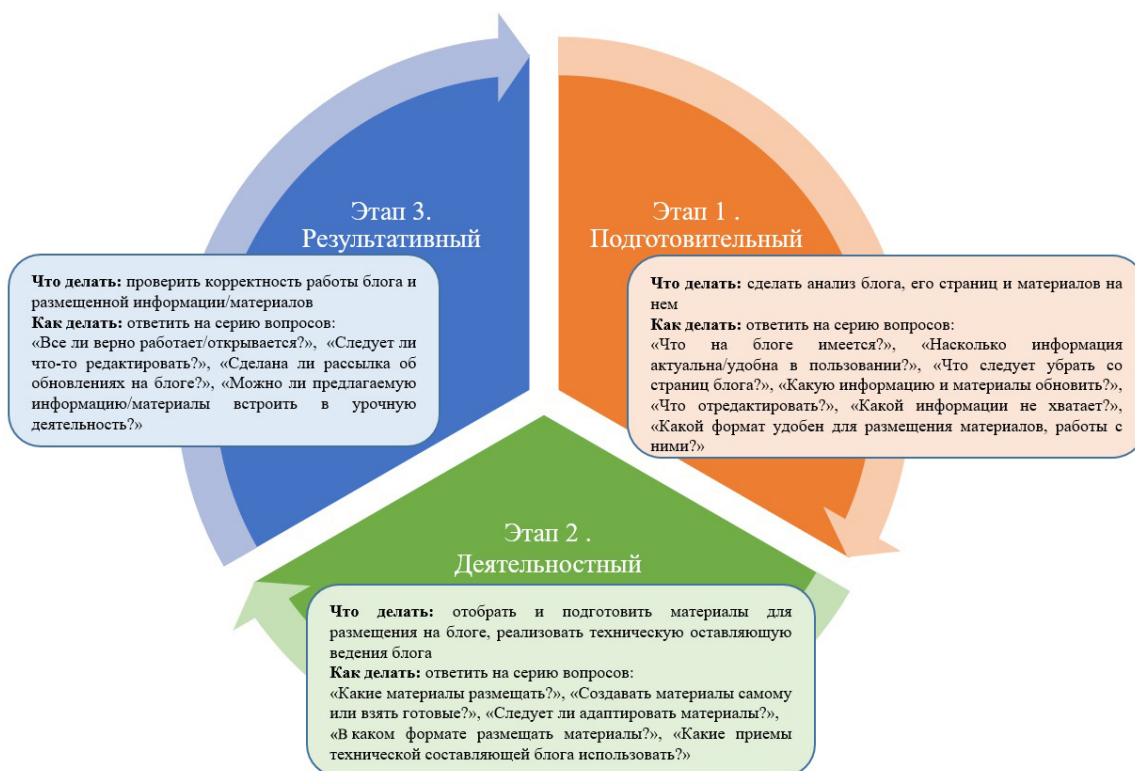 Этап 3.
Результативный
Что делать: проверить корректность работы блога и
размещенной информации/материалов
Как делать: ответить на серию вопросов:
«Все ли верно работает/открывается?», «Следует ли
что-то редактировать?», «Сделана ли рассылка об
обновлениях на блоге?», «Можно ли предлагаемую
информацию/материалы встроить в урочную
деятельность?»
Этап 1 .
Подготовительный
Что делать: сделать анализ блога, его страниц и материалов на
нем
Как делать: ответить на серию вопросов:
«Что на блоге имеется?», «Насколько информация
актуальна/удобна в пользовании?», «Что следует убрать со
страниц блога?», «Какую информацию и материалы обновить?»,
«Что отредактировать?», «Какой информации не хватает?»,
«Какой формат удобен для размещения материалов, работы с
ними?»
Этап 2 .
Деятельностный
Что делать: отобрать и подготовить материалы для
размещения на блоге, реализовать техническую оставляющую
ведения блога
Как делать: ответить на серию вопросов:
«Какие материалы размещать?», «Создавать материалы самому
или взять готовые?», «Следует ли адаптировать материалы?»,
«В каком формате размещать материалы?», «Какие приемы
технической составляющей блога использовать?»